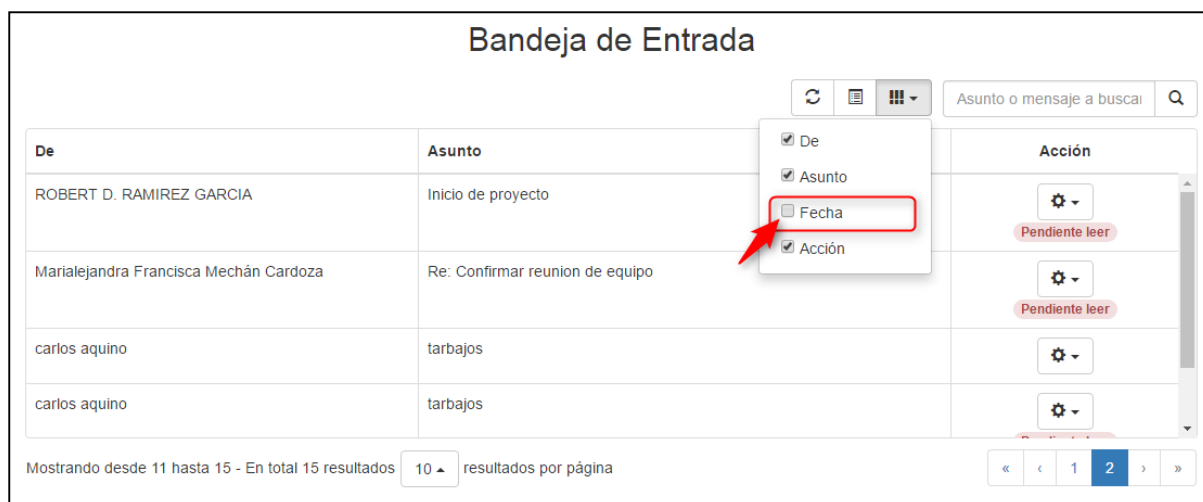 Bandeja de Entrada
Asunto o mensaje a buscar
De Asunto Acción
De
Asunto
Fecha
Acción
ROBERT D. RAMIREZ GARCIA Inicio de proyecto
Pendiente leer
Marialejandra Francisca Mechán Cardoza Re: Confirmar reunion de equipo
Pendiente leer
carlos aquino tarbajos
carlos aquino tarbajos
Mostrando desde 11 hasta 15 - En total 15 resultados 10 resultados por página
« ‹ 1 2 › »